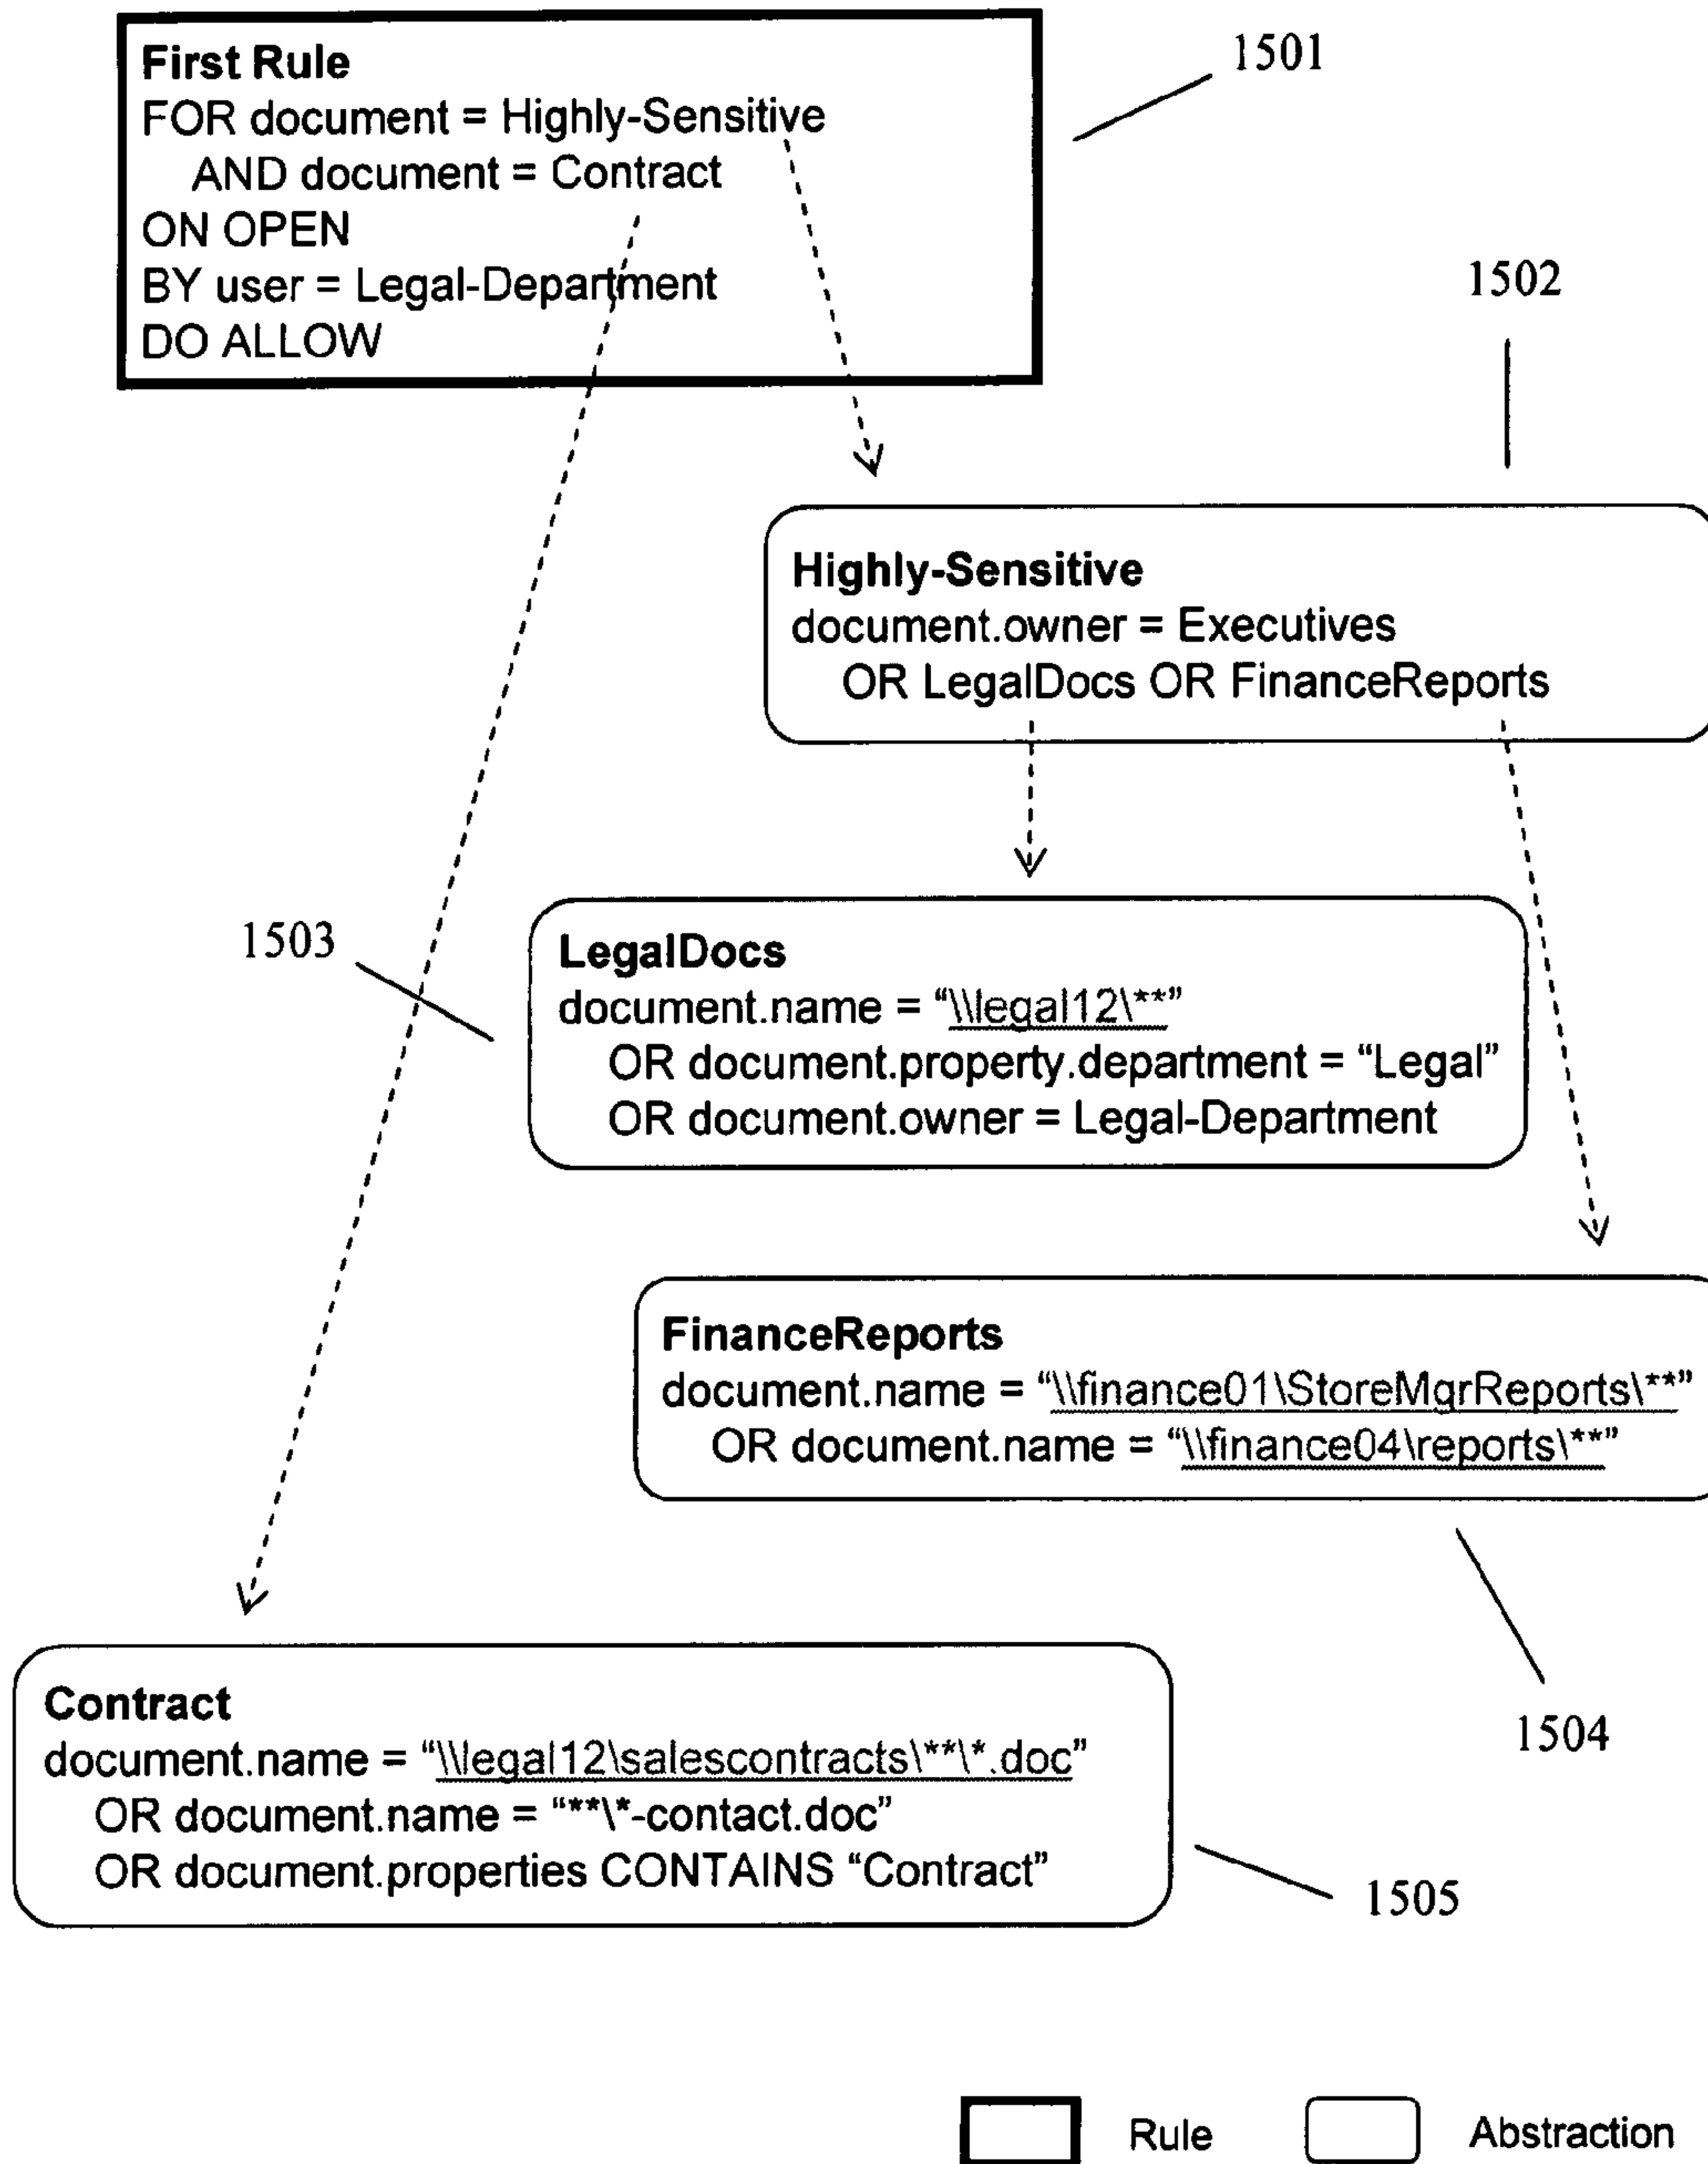 First Rule
FOR document = Highly-Sensitive
AND document = Contract
ON OPEN
BY user = Legal-Department
DO ALLOW
1501
1502
Highly-Sensitive
document.owner = Executives
OR LegalDocs OR FinanceReports
1503
LegalDocs
document.name = “\\legal12\**”
OR document.property.department = “Legal”
OR document.owner = Legal-Department
FinanceReports
document.name = “\\finance01\StoreMgrReports\**”
OR document.name = “\\finance04\reports\**”
1504
Contract
document.name = “\\legal12\salescontracts\**\*.doc”
OR document.name = “**\*-contact.doc”
OR document.properties CONTAINS “Contract”
1505
Rule
Abstraction